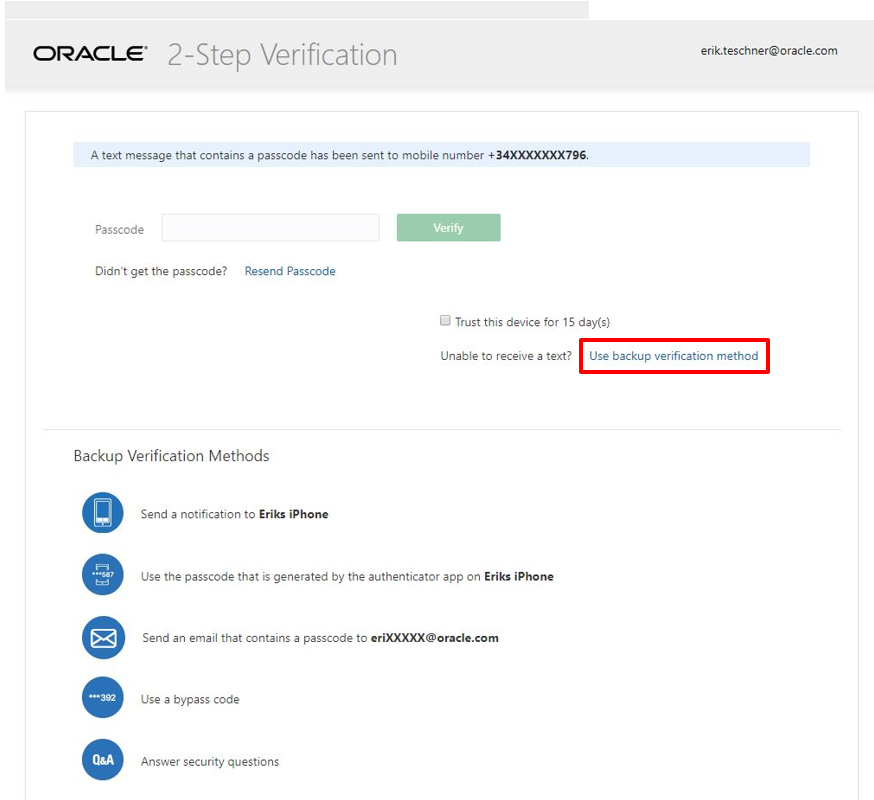 ORACLE® 2-Step Verification
erik.teschner@oracle.com
A text message that contains a passcode has been sent to mobile number +34XXXXXXX796.
Passcode
Verify
Didn't get the passcode? Resend Passcode
Trust this device for 15 day(s)
Unable to receive a text? Use backup verification method
Backup Verification Methods
Send a notification to Eriks iPhone
***587
Use the passcode that is generated by the authenticator app on Eriks iPhone
Send an email that contains a passcode to eriXXXXX@oracle.com
***392
Use a bypass code
Q&A
Answer security questions